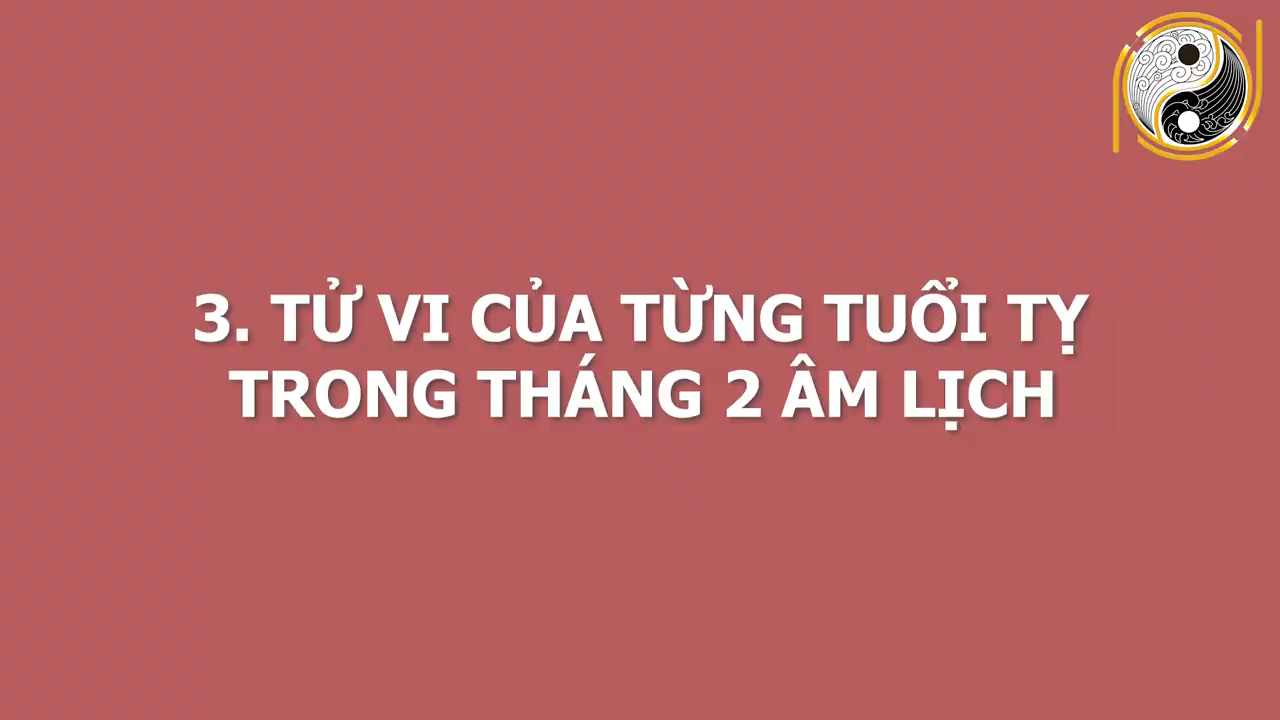 3. TỬ VI CỦA TỪNG TUỔI TỴ
TRONG THÁNG 2 ÂM LỊCH